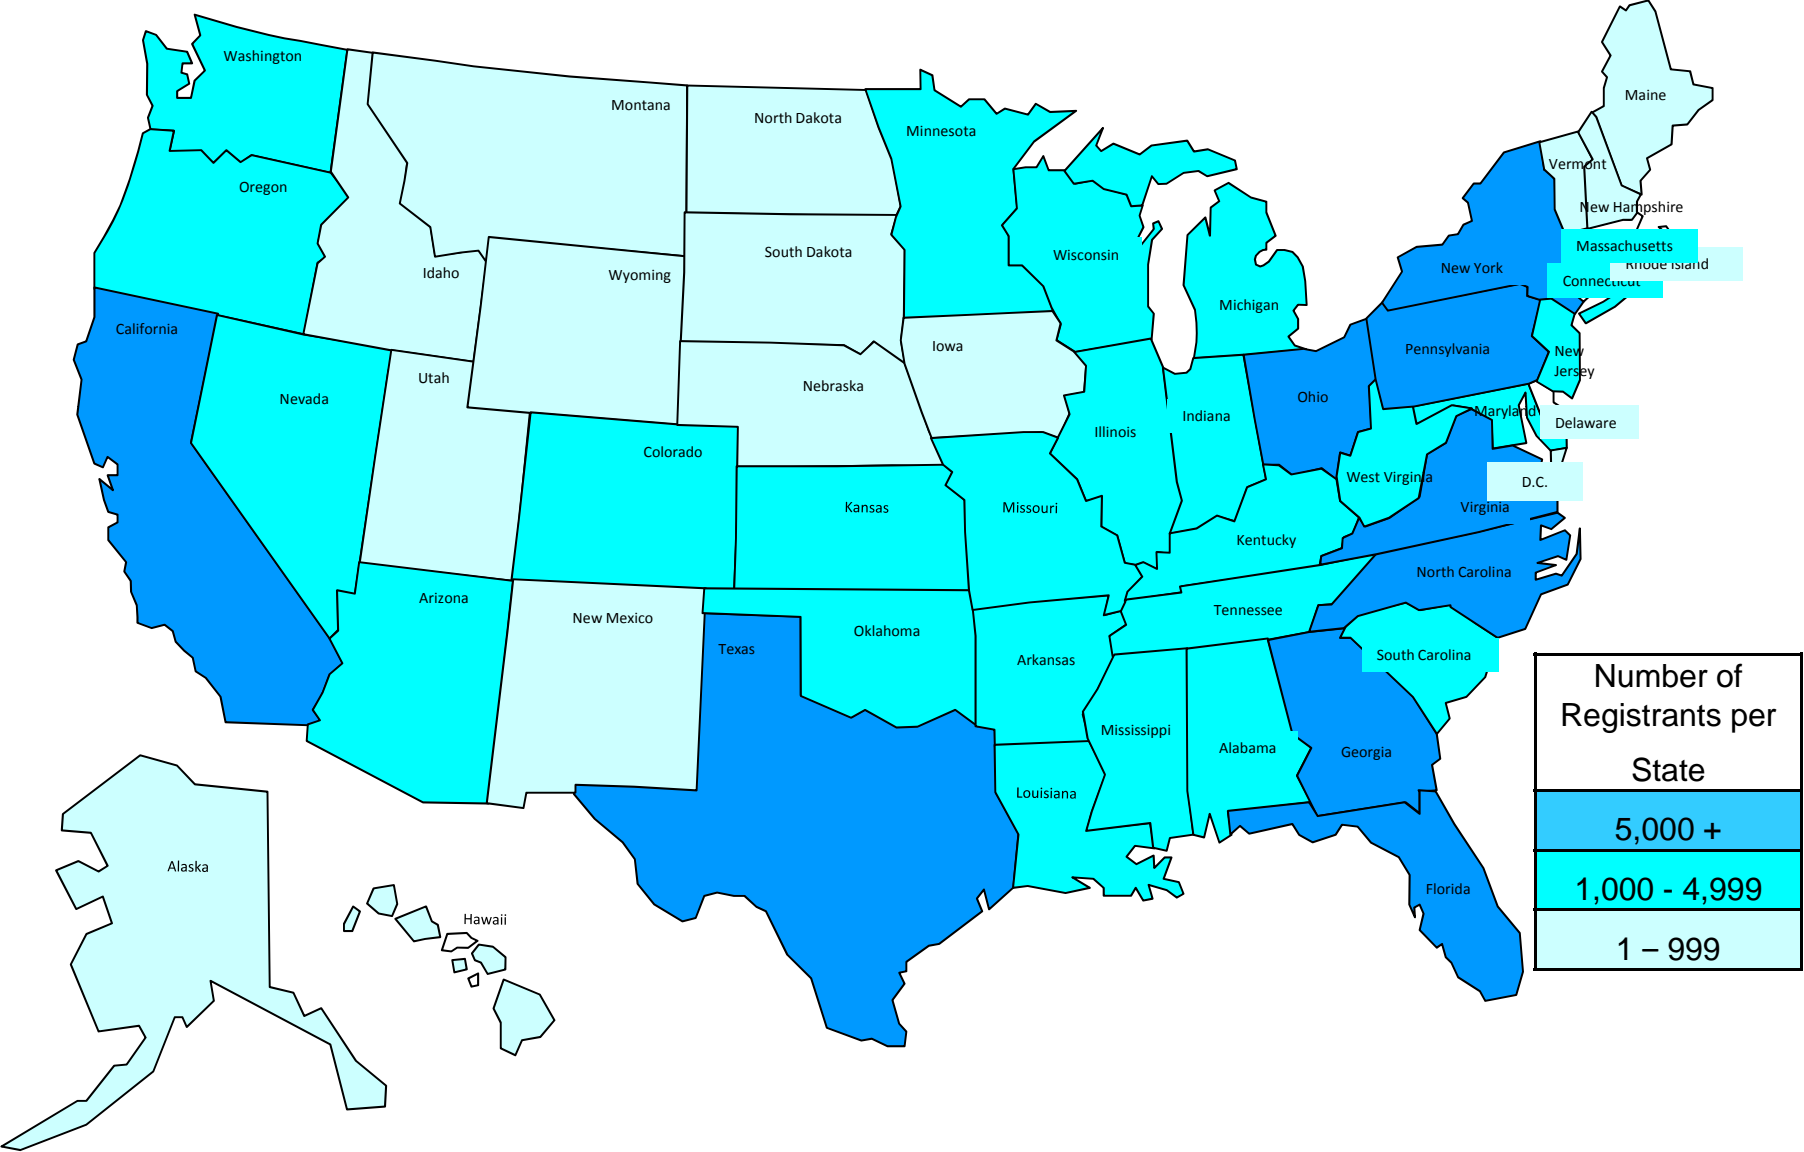 Washington
Montana
North Dakota
Minnesota
Maine
Vermont
Oregon
New Hampshire
Idaho
Wyoming
South Dakota
Wisconsin
Michigan
New York
Massachusetts
Rhode Island
Connecticut
California
Nevada
Utah
Nebraska
Iowa
Illinois
Indiana
Ohio
Pennsylvania
New
Jersey
Maryland
Delaware
Colorado
Kansas
Missouri
West Virginia
D.C.
Virginia
Kentucky
North Carolina
Arizona
New Mexico
Texas
Oklahoma
Arkansas
Tennessee
South Carolina
Mississippi
Alabama
Georgia
Louisiana
Florida
Alaska
Hawaii
Number of
Registrants per
State
5,000 +
1,000 - 4,999
1 – 999